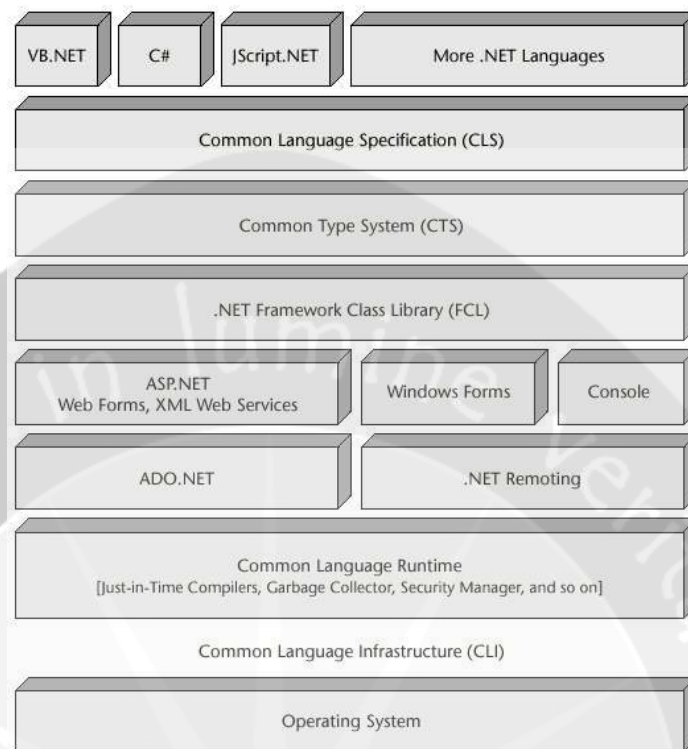 VB.NET
C#
JScript.NET
More .NET Languages
Common Language Specification (CLS)
Common Type System (CTS)
.NET Framework Class Library (FCL)
ASP.NET
Web Forms, XML Web Services
Windows Forms
Console
ADO.NET
.NET Remoting
Common Language Runtime
[Just-in-Time Compilers, Garbage Collector, Security Manager, and so on]
Common Language Infrastructure (CLI)
Operating System
in lumine